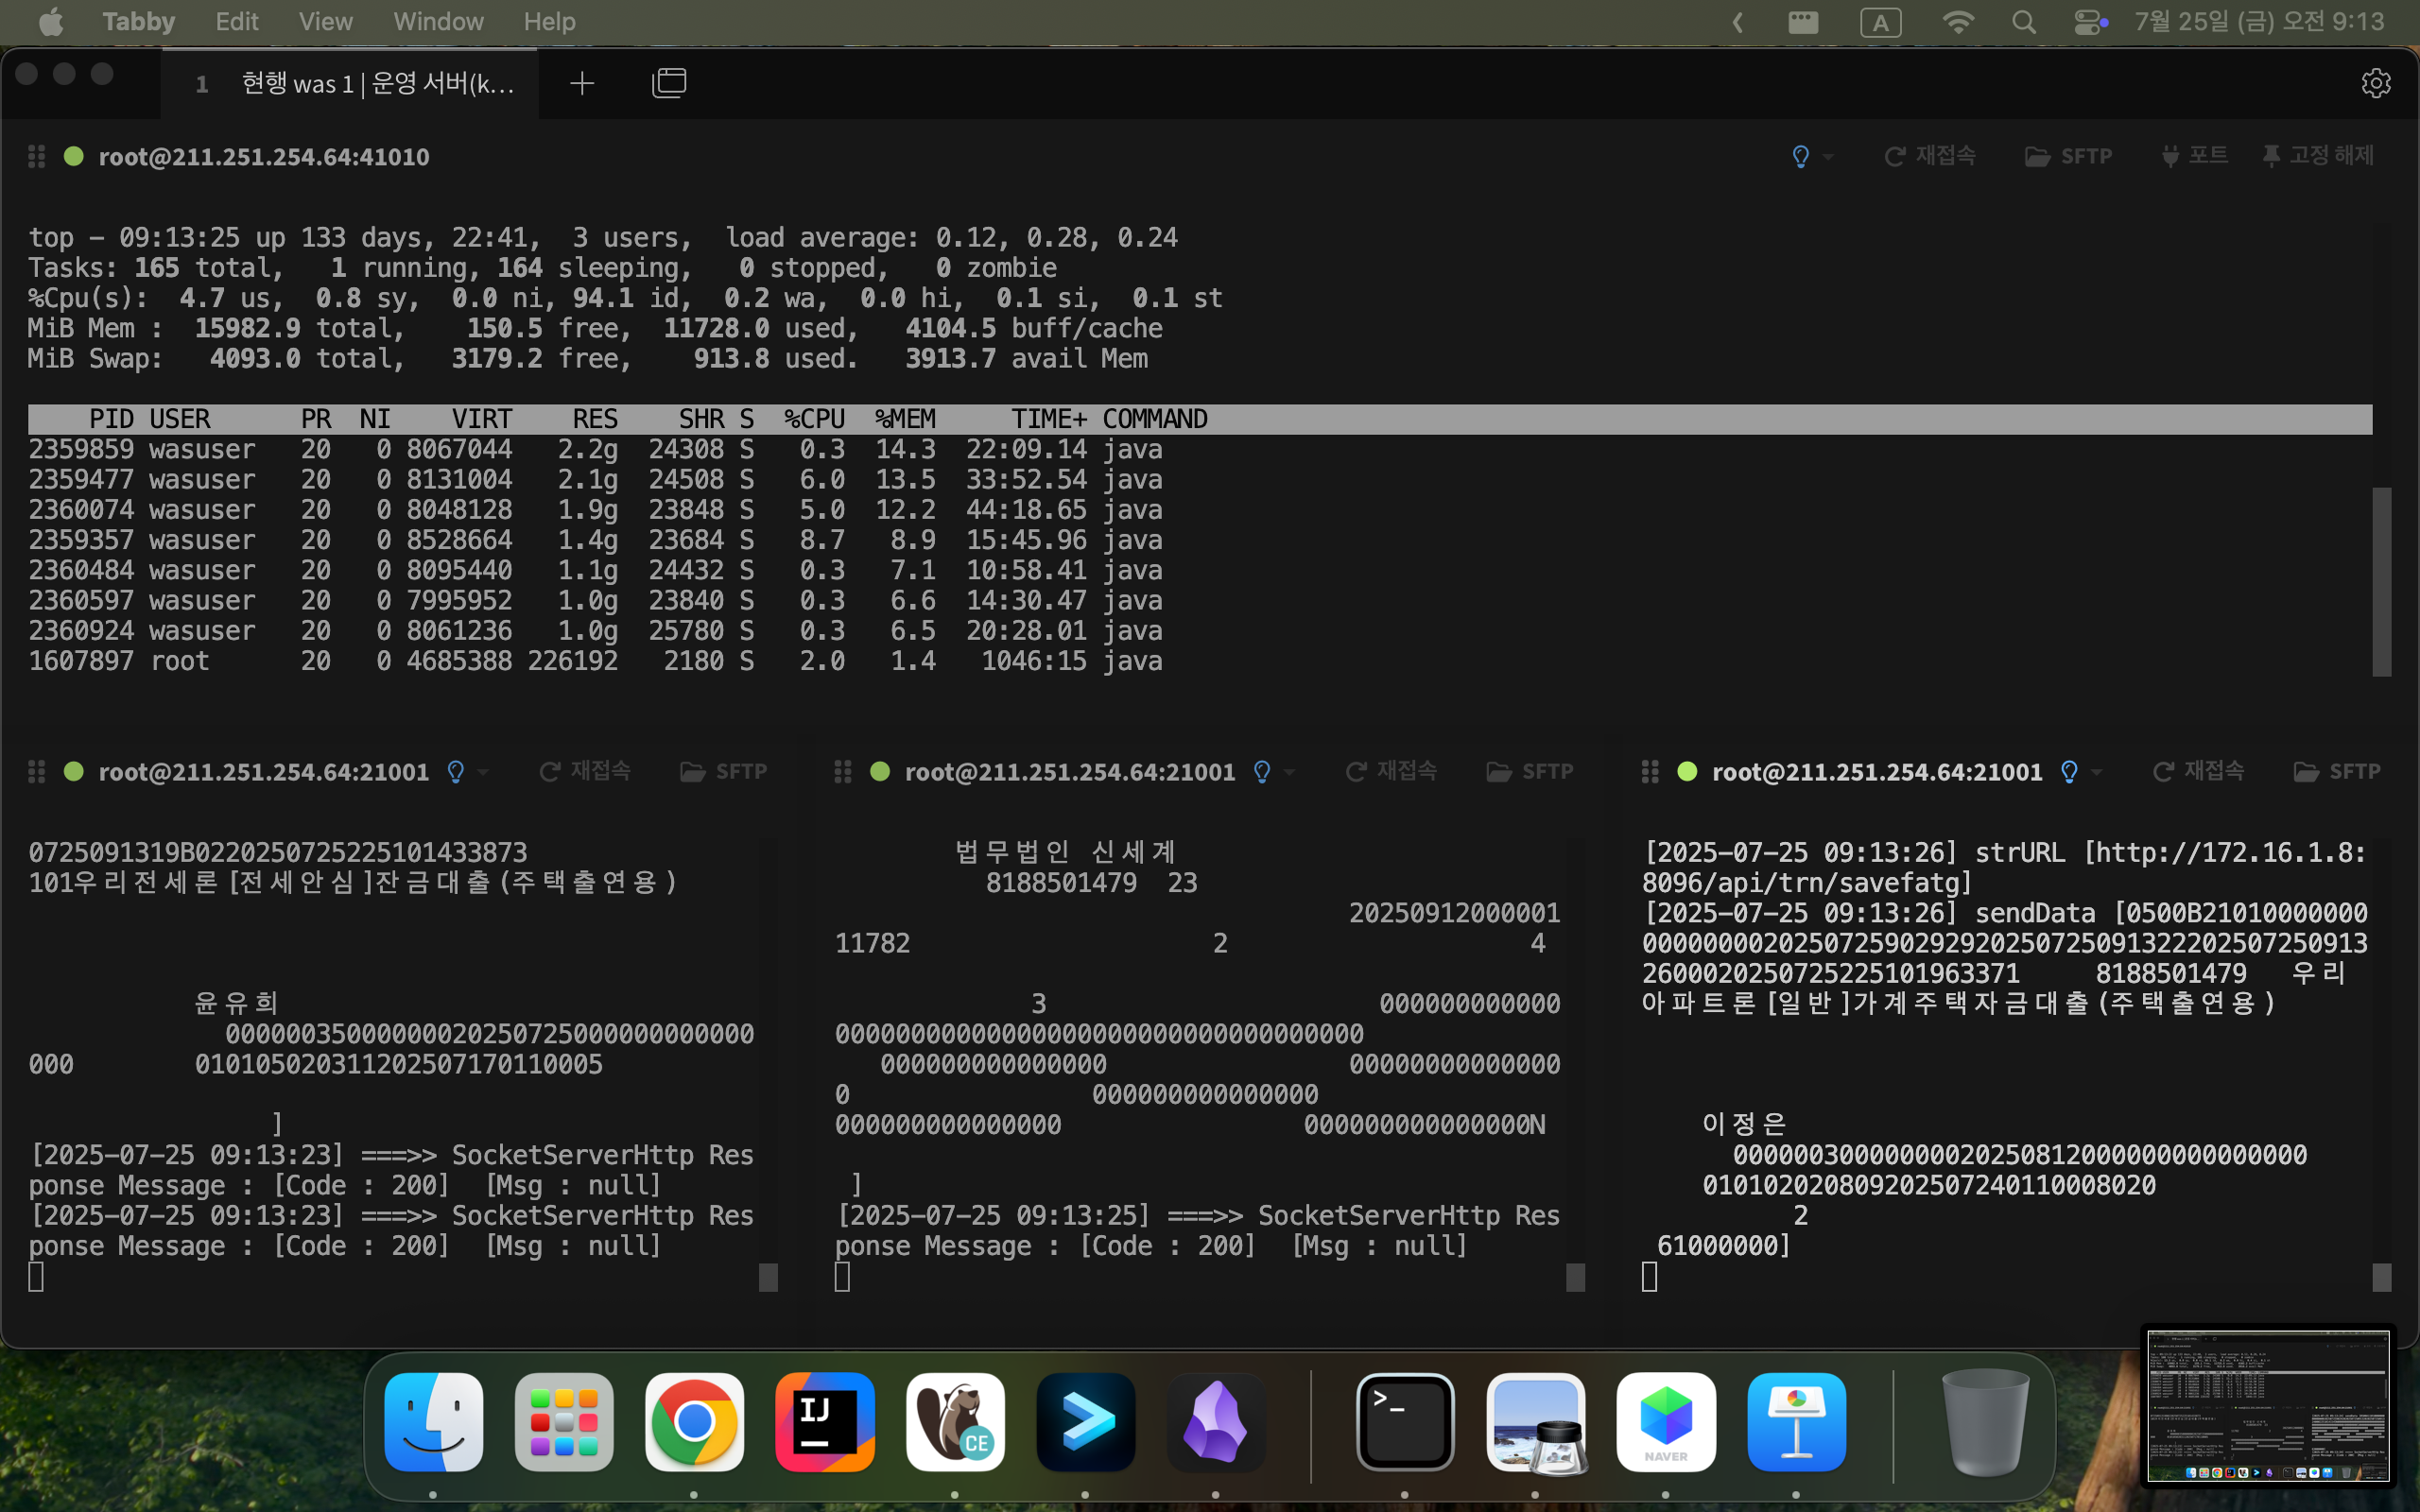 Tabby Edit View Window Help A 7월 25일 (금) 오전 9:13
1 현행 was 1 | 운영 서버(k...
root@211.251.254.64:41010 재접속 SFTP 포트 고정 해제
top - 09:13:25 up 133 days, 22:41, 3 users, load average: 0.12, 0.28, 0.24
Tasks: 165 total, 1 running, 164 sleeping, 0 stopped, 0 zombie
%Cpu(s): 4.7 us, 0.8 sy, 0.0 ni, 94.1 id, 0.2 wa, 0.0 hi, 0.1 si, 0.1 st
MiB Mem : 15982.9 total, 150.5 free, 11728.0 used, 4104.5 buff/cache
MiB Swap: 4093.0 total, 3179.2 free, 913.8 used. 3913.7 avail Mem
PID USER PR NI VIRT RES SHR S %CPU %MEM TIME+ COMMAND
2359859 wasuser 20 0 8067044 2.2g 24308 S 0.3 14.3 22:09.14 java
2359477 wasuser 20 0 8131004 2.1g 24508 S 6.0 13.5 33:52.54 java
2360074 wasuser 20 0 8048128 1.9g 23848 S 5.0 12.2 44:18.65 java
2359357 wasuser 20 0 8528664 1.4g 23684 S 8.7 8.9 15:45.96 java
2360484 wasuser 20 0 8095440 1.1g 24432 S 0.3 7.1 10:58.41 java
2360597 wasuser 20 0 7995952 1.0g 23840 S 0.3 6.6 14:30.47 java
2360924 wasuser 20 0 8061236 1.0g 25780 S 0.3 6.5 20:28.01 java
1607897 root 20 0 4685388 226192 2180 S 2.0 1.4 1046:15 java
root@211.251.254.64:21001 재접속 SFTP
0725091319B0220250725225101433873
101우리전세론[전세안심]잔금대출(주택출연용)
윤유희
00000035000000020250725000000000000
000 010105020311202507170110005
]
[2025-07-25 09:13:23] ===>> SocketServerHttp Res
ponse Message : [Code : 200] [Msg : null]
[2025-07-25 09:13:23] ===>> SocketServerHttp Res
ponse Message : [Code : 200] [Msg : null]
root@211.251.254.64:21001 재접속 SFTP
법무법인 신세계
8188501479 23
20250912000001
11782 2 4
3 000000000000
00000000000000000000000000000000000
000000000000000 00000000000000
0 000000000000000
000000000000000 000000000000000N
]
[2025-07-25 09:13:25] ===>> SocketServerHttp Res
ponse Message : [Code : 200] [Msg : null]
root@211.251.254.64:21001 재접속 SFTP
[2025-07-25 09:13:26] strURL [http://172.16.1.8:
8096/api/trn/savefatg]
[2025-07-25 09:13:26] sendData [0500B21010000000
000000002025072590292920250725091322202507250913
2600020250725225101963371 8188501479 우리
아파트론[일반]가계주택자금대출(주택출연용)
이정은
00000030000000020250812000000000000000
010102020809202507240110008020
2
61000000]
IJ
CE
NAVER